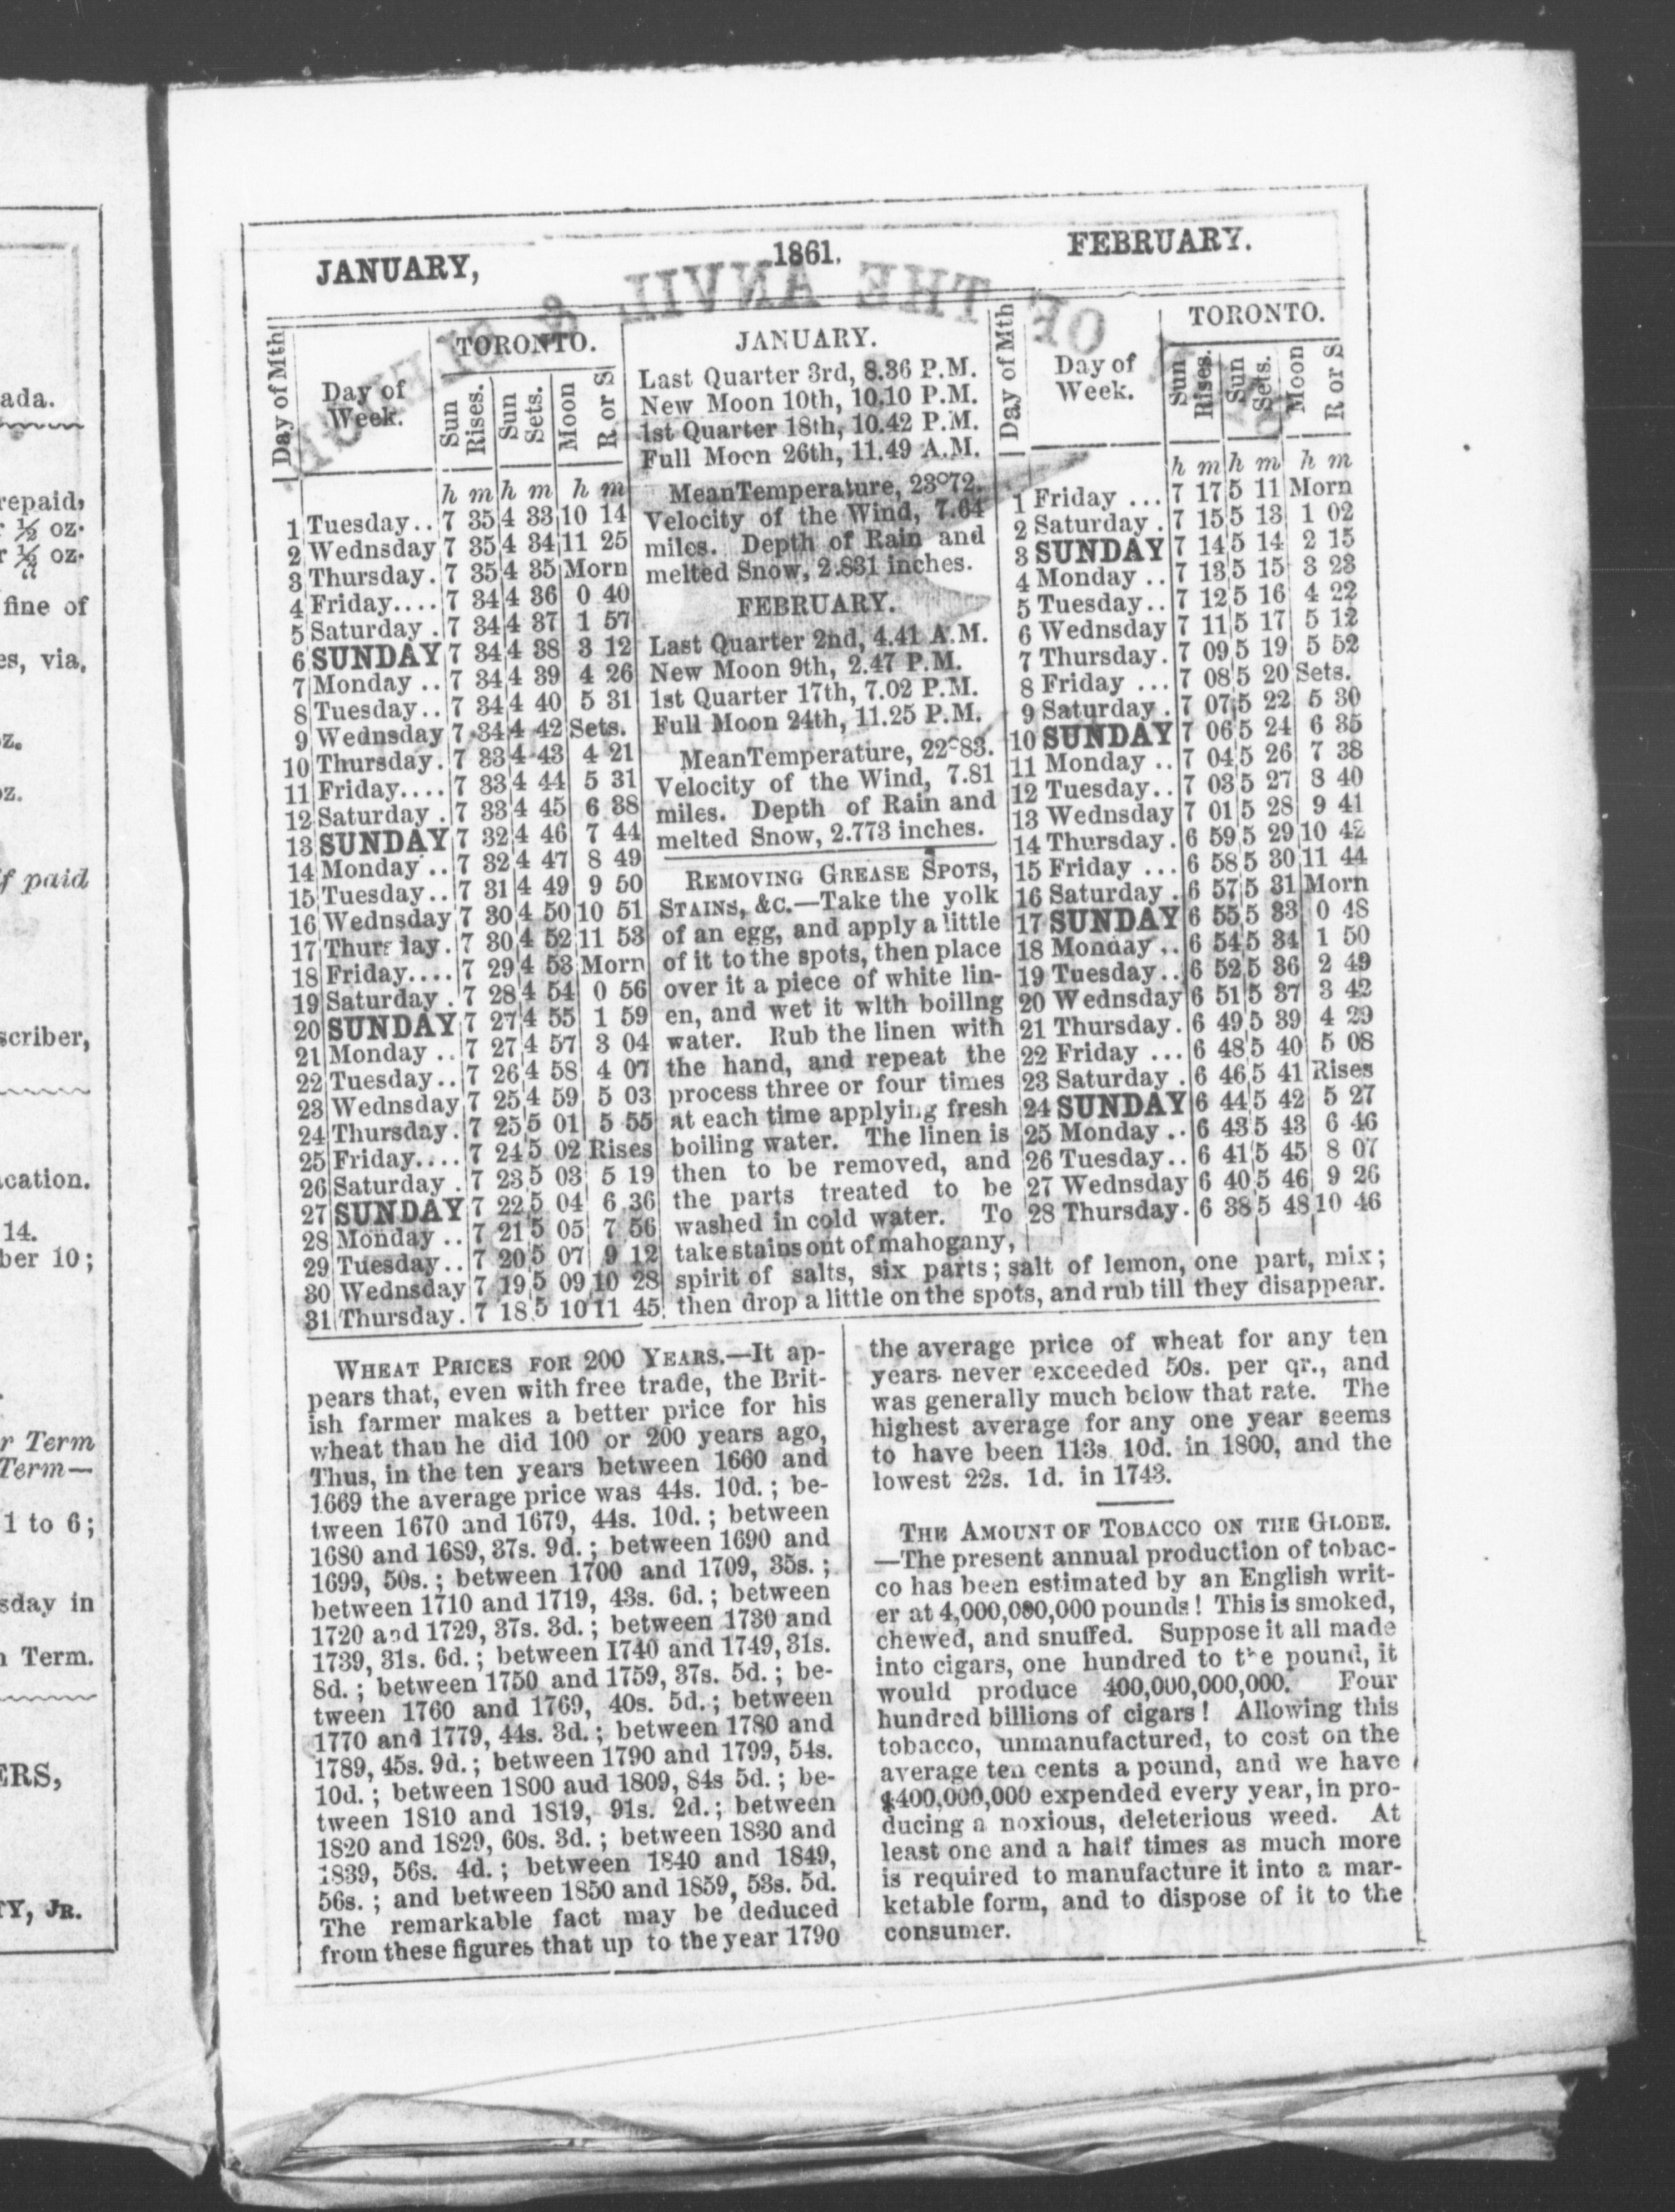 ada.
repaid,
r ½ oz.
r ½ oz.
"
fine of
es, via,
oz.
oz.
if paid
scriber,
cation.
14.
ber 10;
r Term
Term—
1 to 6;
sday in
n Term.
ERS,
TY, JR.
JANUARY, 1861. FEBRUARY.
OF THE ANVIL &
Day of Mth
Day of
Week.
TORONTO.
Sun
Rises.
Sun
Sets.
Moon
R or S
h m h m h m
1 Tuesday.. 7 35 4 33 10 14
2 Wednsday 7 35 4 34 11 25
3 Thursday. 7 35 4 35 Morn
4 Friday.... 7 34 4 36 0 40
5 Saturday . 7 34 4 37 1 57
6 SUNDAY 7 34 4 38 3 12
7 Monday .. 7 34 4 39 4 26
8 Tuesday.. 7 34 4 40 5 31
9 Wednsday 7 34 4 42 Sets.
10 Thursday. 7 33 4 43 4 21
11 Friday.... 7 33 4 44 5 31
12 Saturday . 7 33 4 45 6 38
13 SUNDAY 7 32 4 46 7 44
14 Monday .. 7 32 4 47 8 49
15 Tuesday.. 7 31 4 49 9 50
16 Wednsday 7 30 4 50 10 51
17 Thursday. 7 30 4 52 11 53
18 Friday.... 7 29 4 53 Morn
19 Saturday . 7 28 4 54 0 56
20 SUNDAY 7 27 4 55 1 59
21 Monday .. 7 27 4 57 3 04
22 Tuesday.. 7 26 4 58 4 07
23 Wednsday 7 25 4 59 5 03
24 Thursday. 7 25 5 01 5 55
25 Friday.... 7 24 5 02 Rises
26 Saturday . 7 23 5 03 5 19
27 SUNDAY 7 22 5 04 6 36
28 Monday .. 7 21 5 05 7 56
29 Tuesday.. 7 20 5 07 9 12
30 Wednsday 7 19 5 09 10 28
31 Thursday. 7 18 5 10 11 45
JANUARY.
Last Quarter 3rd, 8.36 P.M.
New Moon 10th, 10.10 P.M.
1st Quarter 18th, 10.42 P.M.
Full Moon 26th, 11.49 A.M.
MeanTemperature, 23°72.
Velocity of the Wind, 7.64
miles. Depth of Rain and
melted Snow, 2.831 inches.
FEBRUARY.
Last Quarter 2nd, 4.41 A.M.
New Moon 9th, 2.47 P.M.
1st Quarter 17th, 7.02 P.M.
Full Moon 24th, 11.25 P.M.
MeanTemperature, 22°83.
Velocity of the Wind, 7.81
miles. Depth of Rain and
melted Snow, 2.773 inches.
REMOVING GREASE SPOTS,
STAINS, &C.—Take the yolk
of an egg, and apply a little
of it to the spots, then place
over it a piece of white lin-
en, and wet it wlth boiling
water. Rub the linen with
the hand, and repeat the
process three or four times
at each time applying fresh
boiling water. The linen is
then to be removed, and
the parts treated to be
washed in cold water. To
take stains out of mahogany,
spirit of salts, six parts; salt of lemon, one part, mix;
then drop a little on the spots, and rub till they disappear.
Day of Mth
Day of
Week.
TORONTO.
Sun
Rises.
Sun
Sets.
Moon
R or S
h m h m h m
1 Friday ... 7 17 5 11 Morn
2 Saturday . 7 15 5 13 1 02
3 SUNDAY 7 14 5 14 2 15
4 Monday .. 7 13 5 15 3 23
5 Tuesday.. 7 12 5 16 4 22
6 Wednsday 7 11 5 17 5 12
7 Thursday. 7 09 5 19 5 52
8 Friday ... 7 08 5 20 Sets.
9 Saturday . 7 07 5 22 5 30
10 SUNDAY 7 06 5 24 6 35
11 Monday .. 7 04 5 26 7 38
12 Tuesday.. 7 03 5 27 8 40
13 Wednsday 7 01 5 28 9 41
14 Thursday. 6 59 5 29 10 42
15 Friday ... 6 58 5 30 11 44
16 Saturday . 6 57 5 31 Morn
17 SUNDAY 6 55 5 33 0 48
18 Monday .. 6 54 5 34 1 50
19 Tuesday.. 6 52 5 36 2 49
20 Wednsday 6 51 5 37 3 42
21 Thursday. 6 49 5 39 4 29
22 Friday ... 6 48 5 40 5 08
23 Saturday . 6 46 5 41 Rises
24 SUNDAY 6 44 5 42 5 27
25 Monday .. 6 43 5 43 6 46
26 Tuesday.. 6 41 5 45 8 07
27 Wednsday 6 40 5 46 9 26
28 Thursday. 6 38 5 48 10 46
WHEAT PRICES FOR 200 YEARS.—It ap-
pears that, even with free trade, the Brit-
ish farmer makes a better price for his
wheat than he did 100 or 200 years ago,
Thus, in the ten years between 1660 and
1669 the average price was 44s. 10d.; be-
tween 1670 and 1679, 44s. 10d.; between
1680 and 1689, 37s. 9d.; between 1690 and
1699, 50s.; between 1700 and 1709, 35s.;
between 1710 and 1719, 43s. 6d.; between
1720 and 1729, 37s. 3d.; between 1730 and
1739, 31s. 6d.; between 1740 and 1749, 31s.
8d.; between 1750 and 1759, 37s. 5d.; be-
tween 1760 and 1769, 40s. 5d.; between
1770 and 1779, 44s. 3d.; between 1780 and
1789, 45s. 9d.; between 1790 and 1799, 54s.
10d.; between 1800 aud 1809, 84s 5d.; be-
tween 1810 and 1819, 91s. 2d.; between
1820 and 1829, 60s. 3d.; between 1830 and
1839, 56s. 4d.; between 1840 and 1849,
56s.; and between 1850 and 1859, 53s. 5d.
The remarkable fact may be deduced
from these figures that up to the year 1790
the average price of wheat for any ten
years never exceeded 50s. per qr., and
was generally much below that rate. The
highest average for any one year seems
to have been 113s. 10d. in 1800, and the
lowest 22s. 1d. in 1743.
THE AMOUNT OF TOBACCO ON THE GLOBE.
—The present annual production of tobac-
co has been estimated by an English writ-
er at 4,000,000,000 pounds! This is smoked,
chewed, and snuffed. Suppose it all made
into cigars, one hundred to the pound, it
would produce 400,000,000,000. Four
hundred billions of cigars! Allowing this
tobacco, unmanufactured, to cost on the
average ten cents a pound, and we have
$400,000,000 expended every year, in pro-
ducing a noxious, deleterious weed. At
least one and a half times as much more
is required to manufacture it into a mar-
ketable form, and to dispose of it to the
consumer.